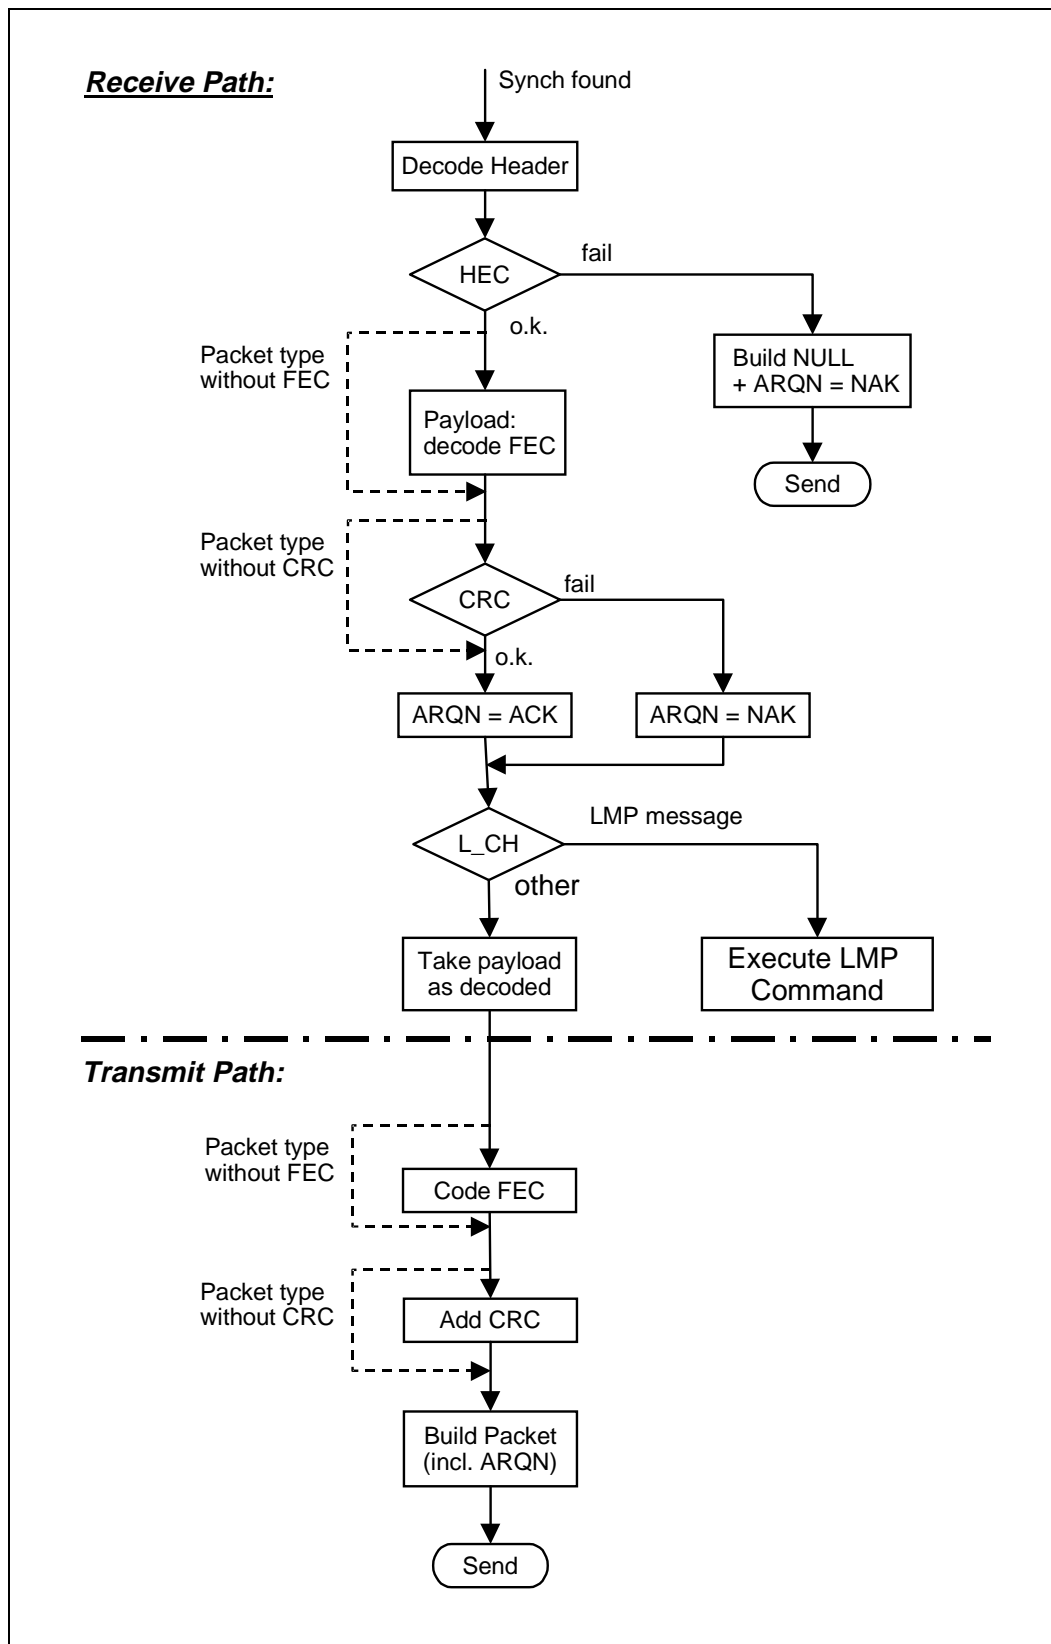 Receive Path:
Synch found
Decode Header
HEC
fail
o.k.
Packet type
without FEC
Build NULL
+ ARQN = NAK
Payload:
decode FEC
Send
Packet type
without CRC
CRC
fail
o.k.
ARQN = ACK
ARQN = NAK
LMP message
L_CH
other
Take payload
as decoded
Execute LMP
Command
Transmit Path:
Packet type
without FEC
Code FEC
Packet type
without CRC
Add CRC
Build Packet
(incl. ARQN)
Send